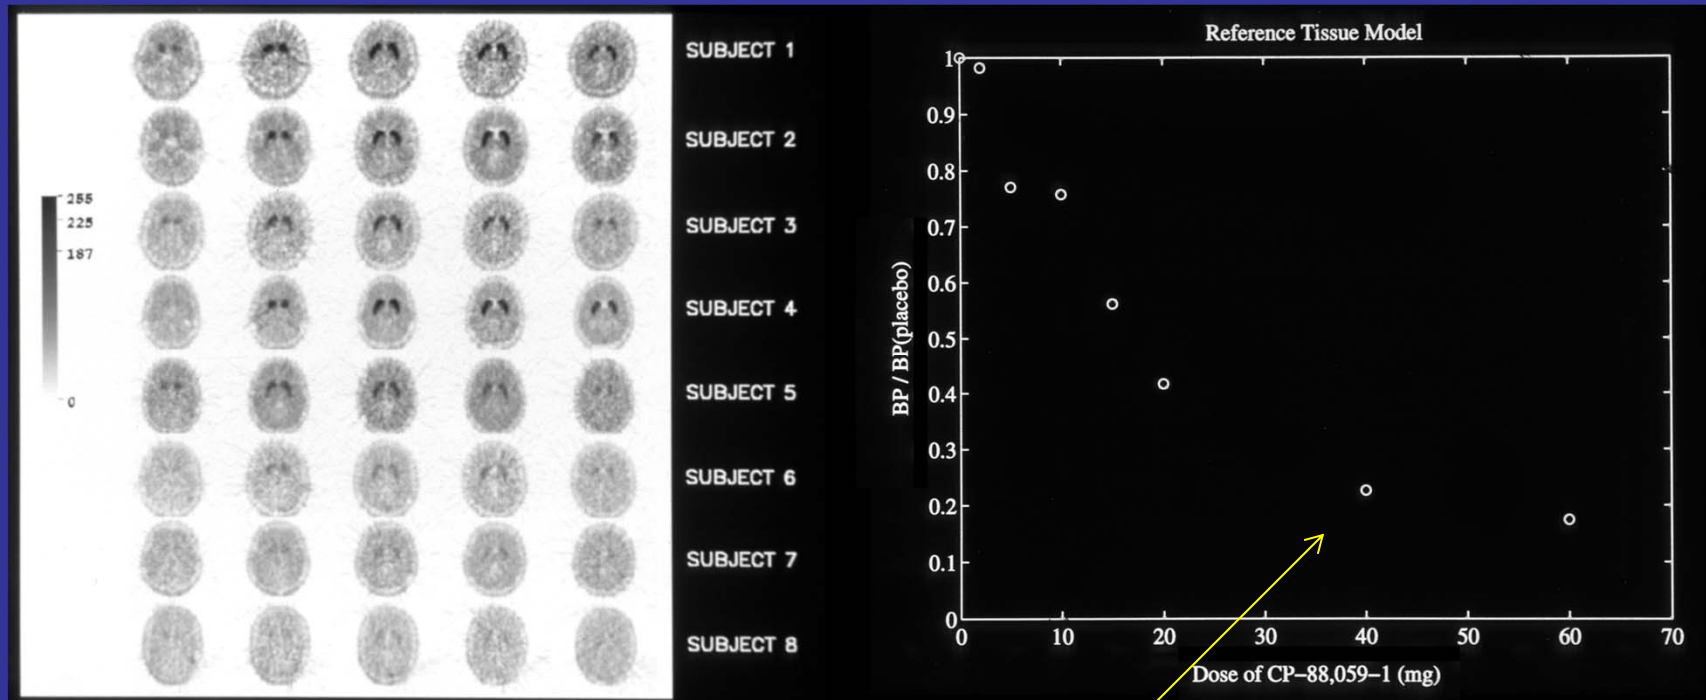 255
225
187
0
SUBJECT 1
SUBJECT 2
SUBJECT 3
SUBJECT 4
SUBJECT 5
SUBJECT 6
SUBJECT 7
SUBJECT 8
Reference Tissue Model
BP / BP(placebo)
1
0.9
0.8
0.7
0.6
0.5
0.4
0.3
0.2
0.1
0
0 10 20 30 40 50 60 70
Dose of CP–88,059–1 (mg)